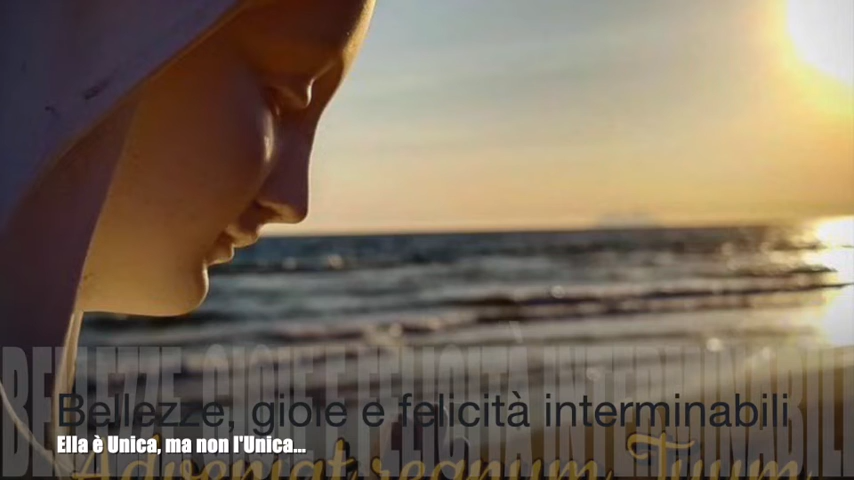 BELLEZZE, GIOIE E FELICITÀ INTERMINABILI
Bellezze, gioie e felicità interminabili
Ella è Unica, ma non l'Unica...
Adveniat regnum Tuum